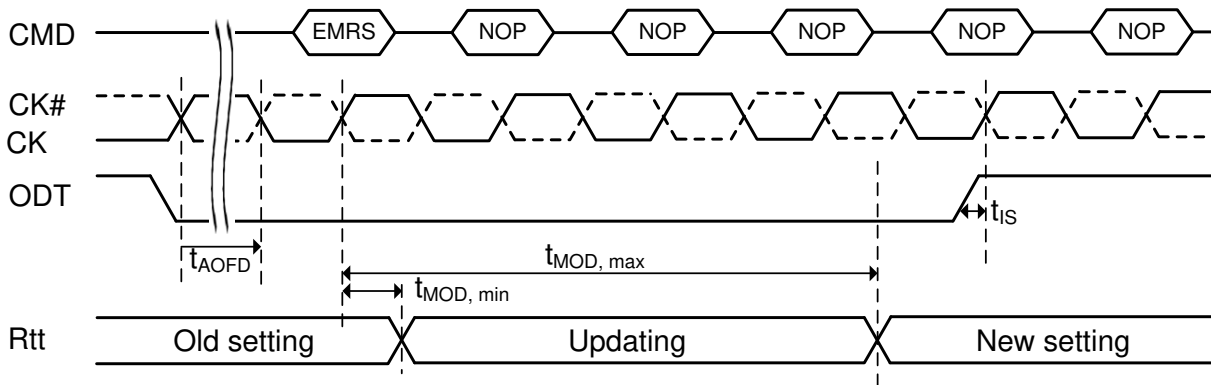 CMD EMRS NOP NOP NOP NOP NOP
CK#
CK
ODT
tIS
tAOFD
tMOD, max
tMOD, min
Rtt Old setting Updating New setting